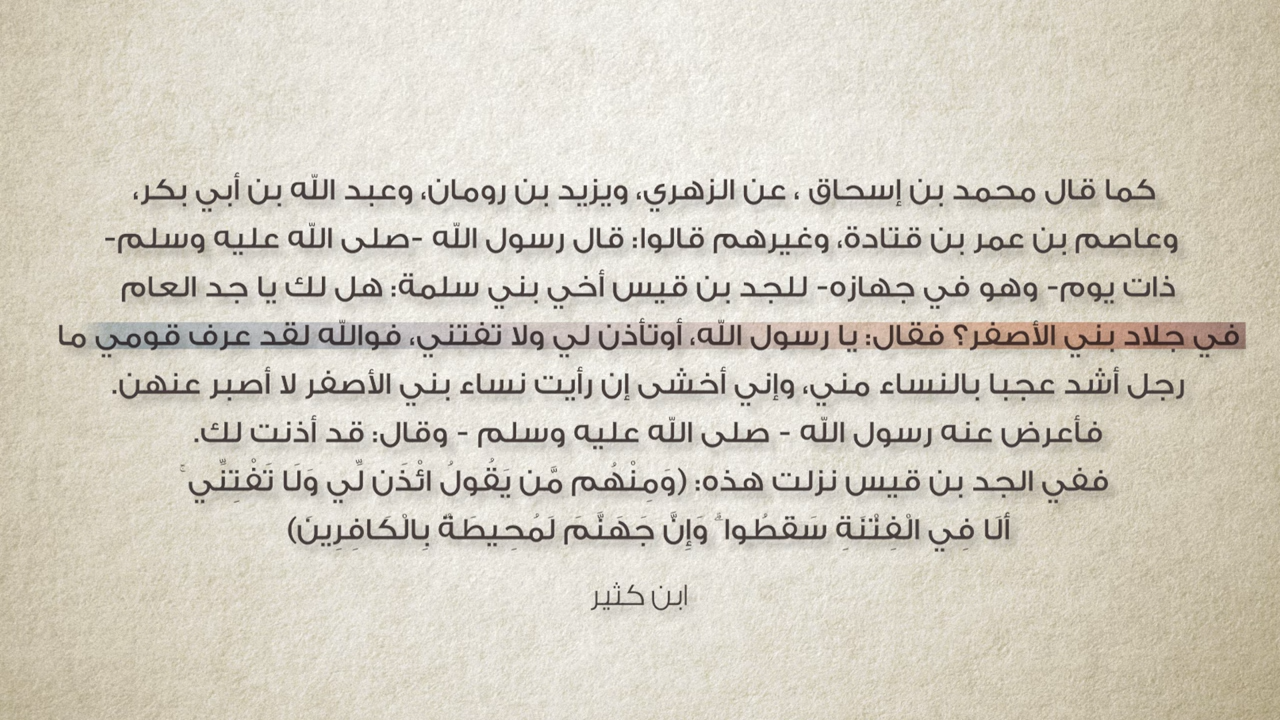 كما قال محمد بن إسحاق ، عن الزهري، ويزيد بن رومان، وعبد الله بن أبي بكر،
وعاصم بن عمر بن قتادة، وغيرهم قالوا: قال رسول الله -صلى الله عليه وسلم-
ذات يوم- وهو في جهازه- للجد بن قيس أخي بني سلمة: هل لك يا جد العام
في جلاد بني الأصفر؟ فقال: يا رسول الله، أوتأذن لي ولا تفتني، فوالله لقد عرف قومي ما
رجل أشد عجبا بالنساء مني، وإني أخشى إن رأيت نساء بني الأصفر لا أصبر عنهن.
فأعرض عنه رسول الله - صلى الله عليه وسلم - وقال: قد أذنت لك.
ففي الجد بن قيس نزلت هذه: (وَمِنْهُم مَّن يَقُولُ ائْذَن لِّي وَلَا تَفْتِنِّي ۚ
أَلَا فِي الْفِتْنَةِ سَقَطُوا ۗ وَإِنَّ جَهَنَّمَ لَمُحِيطَةٌ بِالْكَافِرِينَ)
ابن كثير